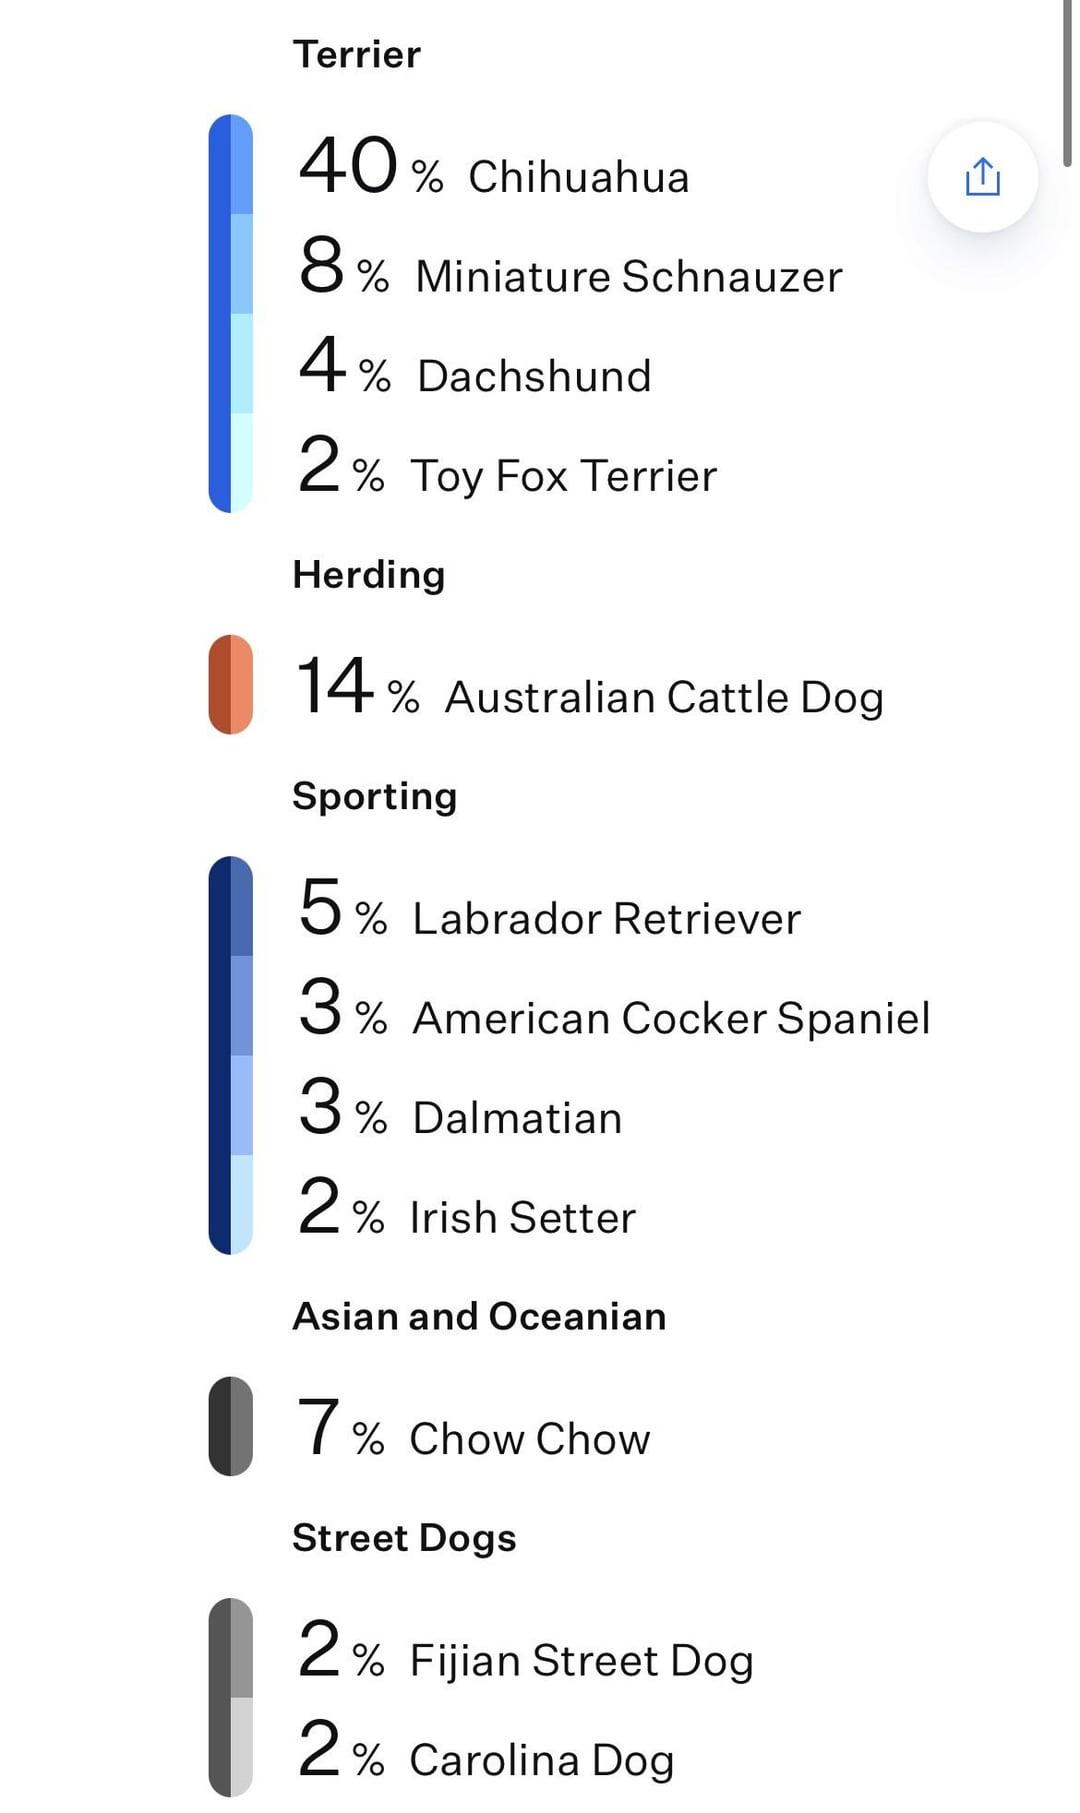 Terrier
40 % Chihuahua
8 % Miniature Schnauzer
4 % Dachshund
2 % Toy Fox Terrier
Herding
14 % Australian Cattle Dog
Sporting
5 % Labrador Retriever
3 % American Cocker Spaniel
3 % Dalmatian
2 % Irish Setter
Asian and Oceanian
7 % Chow Chow
Street Dogs
2 % Fijian Street Dog
2 % Carolina Dog